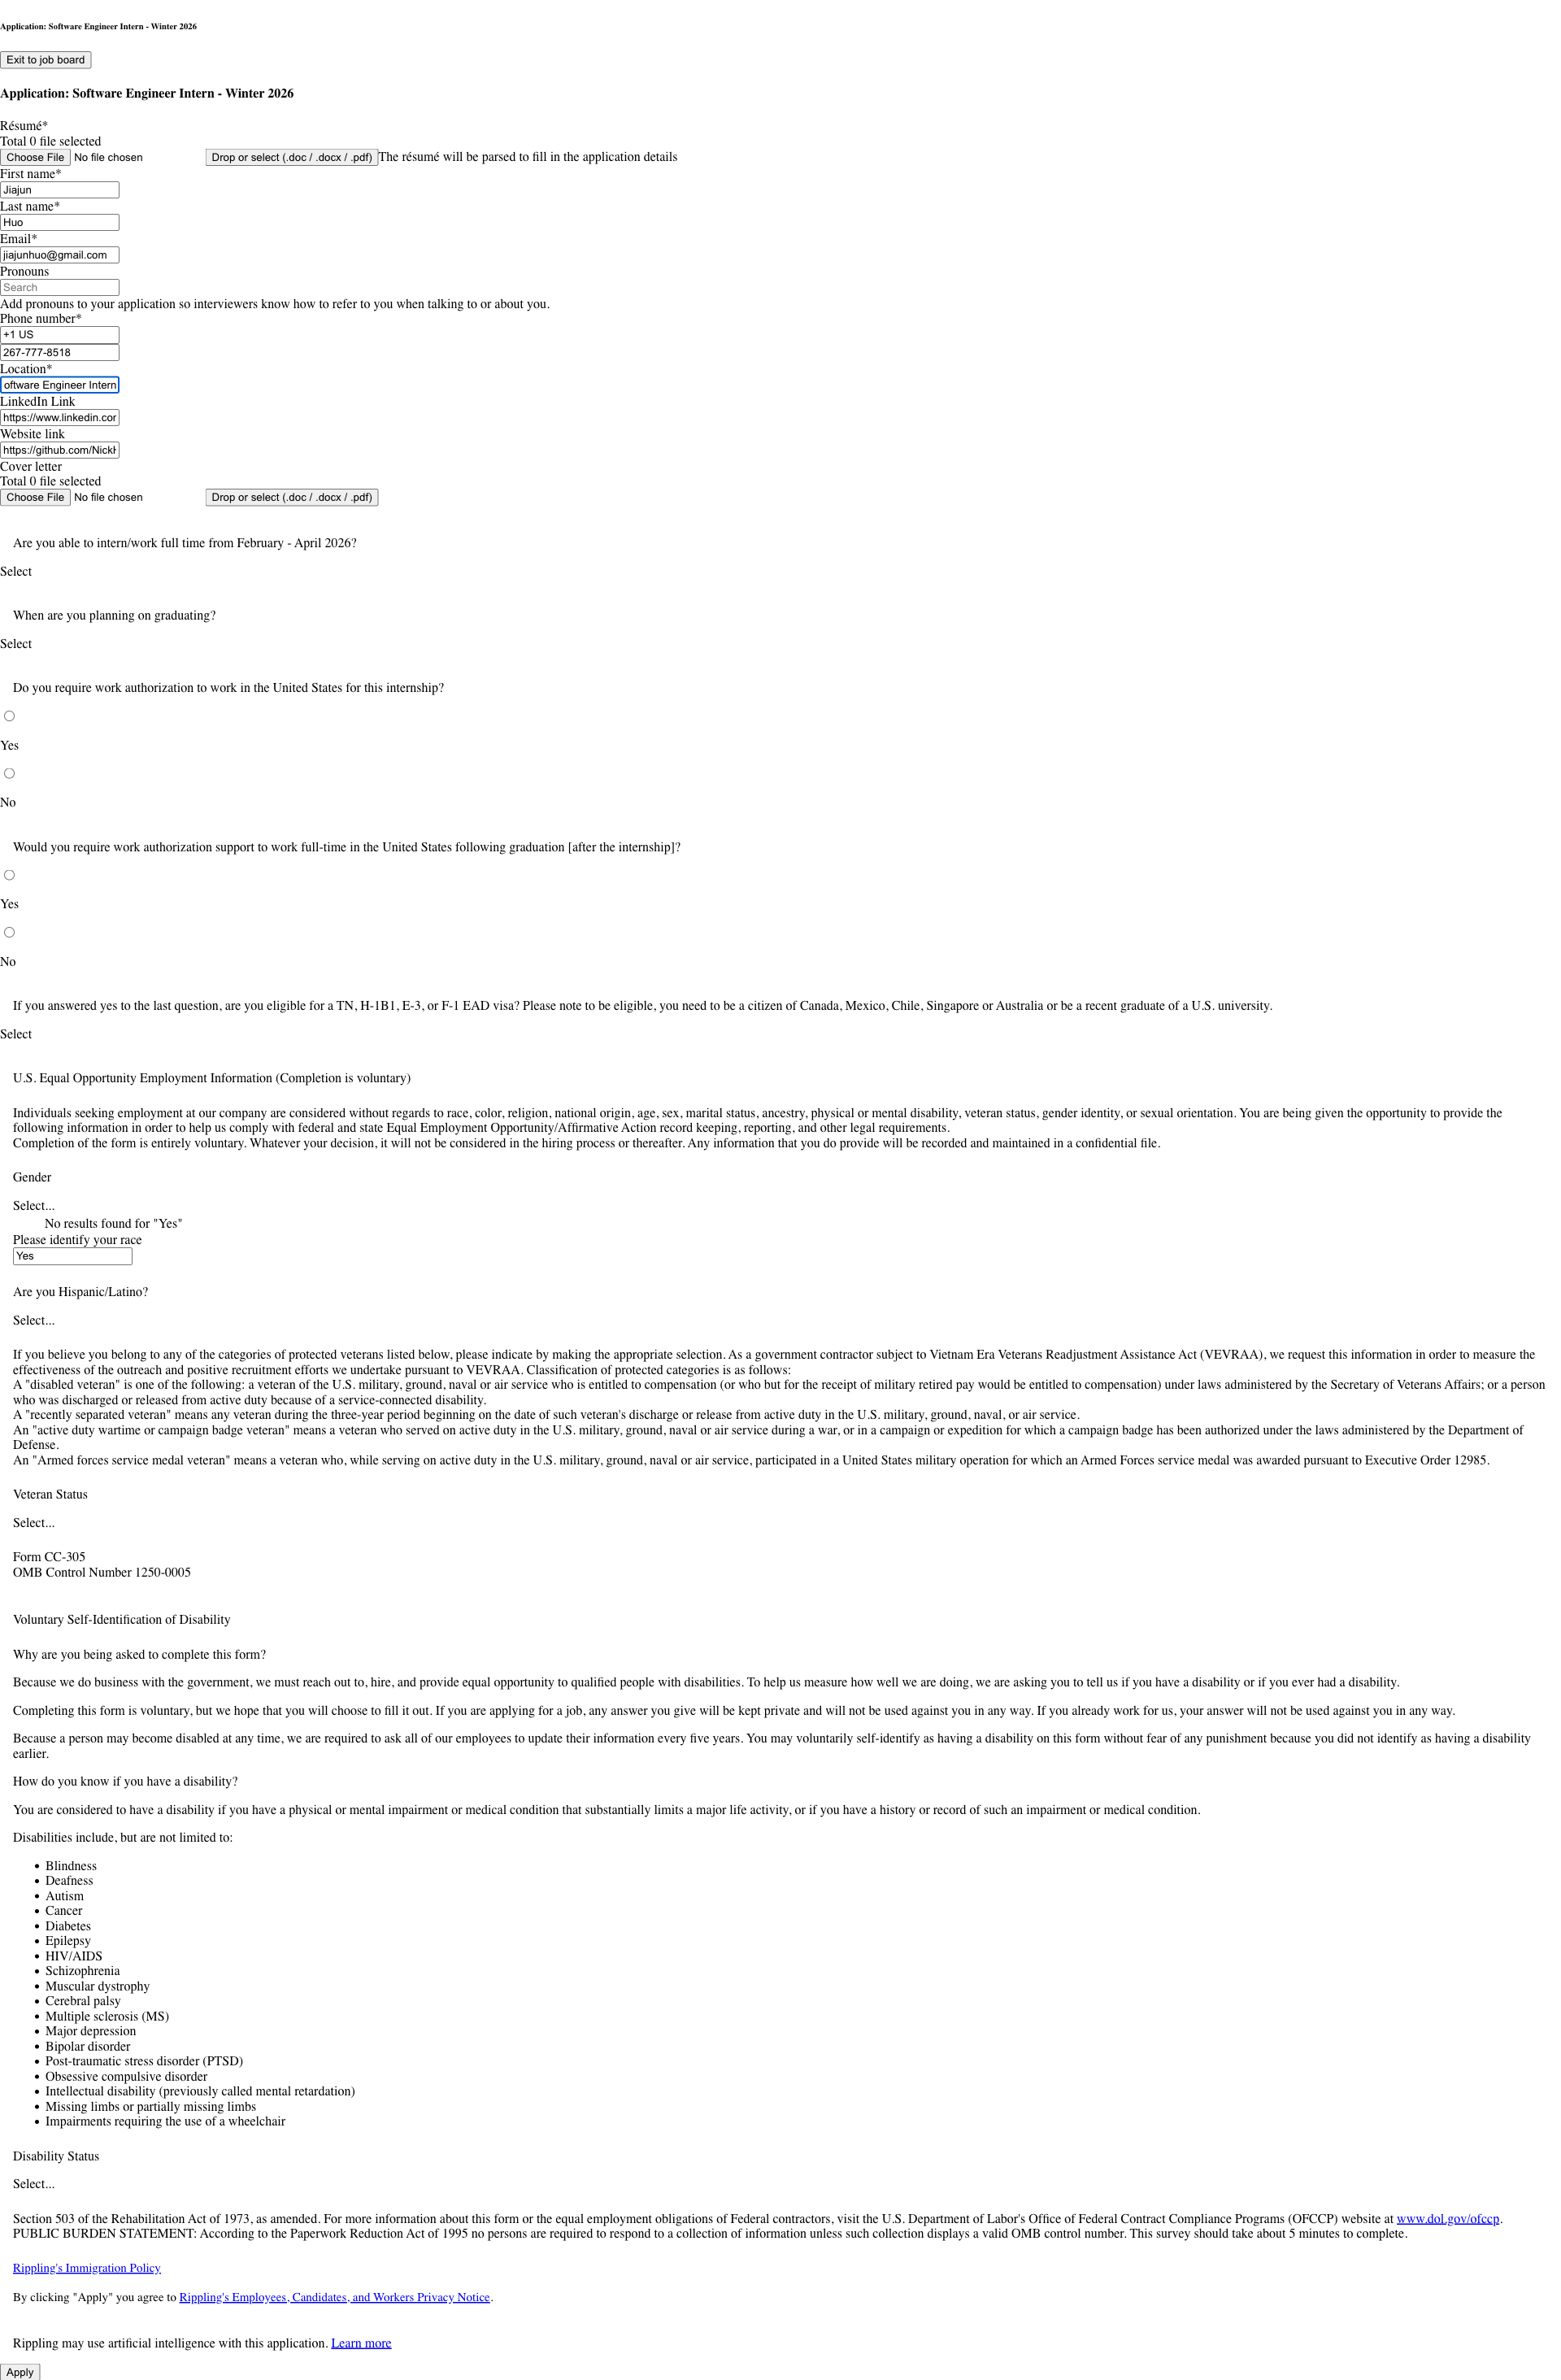 Application: Software Engineer Intern - Winter 2026
Exit to job board
Application: Software Engineer Intern - Winter 2026
Résumé*
Total 0 file selected
Choose File No file chosen Drop or select (.doc / .docx / .pdf) The résumé will be parsed to fill in the application details
First name*
Jiajun
Last name*
Huo
Email*
jiajunhuo@gmail.com
Pronouns
Search
Add pronouns to your application so interviewers know how to refer to you when talking to or about you.
Phone number*
+1 US
267-777-8518
Location*
oftware Engineer Intern
LinkedIn Link
https://www.linkedin.cor
Website link
https://github.com/Nick
Cover letter
Total 0 file selected
Choose File No file chosen Drop or select (.doc / .docx / .pdf)
Are you able to intern/work full time from February - April 2026?
Select
When are you planning on graduating?
Select
Do you require work authorization to work in the United States for this internship?
Yes
No
Would you require work authorization support to work full-time in the United States following graduation [after the internship]?
Yes
No
If you answered yes to the last question, are you eligible for a TN, H-1B1, E-3, or F-1 EAD visa? Please note to be eligible, you need to be a citizen of Canada, Mexico, Chile, Singapore or Australia or be a recent graduate of a U.S. university.
Select
U.S. Equal Opportunity Employment Information (Completion is voluntary)
Individuals seeking employment at our company are considered without regards to race, color, religion, national origin, age, sex, marital status, ancestry, physical or mental disability, veteran status, gender identity, or sexual orientation. You are being given the opportunity to provide the
following information in order to help us comply with federal and state Equal Employment Opportunity/Affirmative Action record keeping, reporting, and other legal requirements.
Completion of the form is entirely voluntary. Whatever your decision, it will not be considered in the hiring process or thereafter. Any information that you do provide will be recorded and maintained in a confidential file.
Gender
Select...
No results found for "Yes"
Please identify your race
Yes
Are you Hispanic/Latino?
Select...
If you believe you belong to any of the categories of protected veterans listed below, please indicate by making the appropriate selection. As a government contractor subject to Vietnam Era Veterans Readjustment Assistance Act (VEVRAA), we request this information in order to measure the
effectiveness of the outreach and positive recruitment efforts we undertake pursuant to VEVRAA. Classification of protected categories is as follows:
A "disabled veteran" is one of the following: a veteran of the U.S. military, ground, naval or air service who is entitled to compensation (or who but for the receipt of military retired pay would be entitled to compensation) under laws administered by the Secretary of Veterans Affairs; or a person
who was discharged or released from active duty because of a service-connected disability.
A "recently separated veteran" means any veteran during the three-year period beginning on the date of such veteran's discharge or release from active duty in the U.S. military, ground, naval, or air service.
An "active duty wartime or campaign badge veteran" means a veteran who served on active duty in the U.S. military, ground, naval or air service during a war, or in a campaign or expedition for which a campaign badge has been authorized under the laws administered by the Department of
Defense.
An "Armed forces service medal veteran" means a veteran who, while serving on active duty in the U.S. military, ground, naval or air service, participated in a United States military operation for which an Armed Forces service medal was awarded pursuant to Executive Order 12985.
Veteran Status
Select...
Form CC-305
OMB Control Number 1250-0005
Voluntary Self-Identification of Disability
Why are you being asked to complete this form?
Because we do business with the government, we must reach out to, hire, and provide equal opportunity to qualified people with disabilities. To help us measure how well we are doing, we are asking you to tell us if you have a disability or if you ever had a disability.
Completing this form is voluntary, but we hope that you will choose to fill it out. If you are applying for a job, any answer you give will be kept private and will not be used against you in any way. If you already work for us, your answer will not be used against you in any way.
Because a person may become disabled at any time, we are required to ask all of our employees to update their information every five years. You may voluntarily self-identify as having a disability on this form without fear of any punishment because you did not identify as having a disability
earlier.
How do you know if you have a disability?
You are considered to have a disability if you have a physical or mental impairment or medical condition that substantially limits a major life activity, or if you have a history or record of such an impairment or medical condition.
Disabilities include, but are not limited to:
• Blindness
• Deafness
• Autism
• Cancer
• Diabetes
• Epilepsy
• HIV/AIDS
• Schizophrenia
• Muscular dystrophy
• Cerebral palsy
• Multiple sclerosis (MS)
• Major depression
• Bipolar disorder
• Post-traumatic stress disorder (PTSD)
• Obsessive compulsive disorder
• Intellectual disability (previously called mental retardation)
• Missing limbs or partially missing limbs
• Impairments requiring the use of a wheelchair
Disability Status
Select...
Section 503 of the Rehabilitation Act of 1973, as amended. For more information about this form or the equal employment obligations of Federal contractors, visit the U.S. Department of Labor's Office of Federal Contract Compliance Programs (OFCCP) website at www.dol.gov/ofccp.
PUBLIC BURDEN STATEMENT: According to the Paperwork Reduction Act of 1995 no persons are required to respond to a collection of information unless such collection displays a valid OMB control number. This survey should take about 5 minutes to complete.
Rippling's Immigration Policy
By clicking "Apply" you agree to Rippling's Employees, Candidates, and Workers Privacy Notice.
Rippling may use artificial intelligence with this application. Learn more
Apply